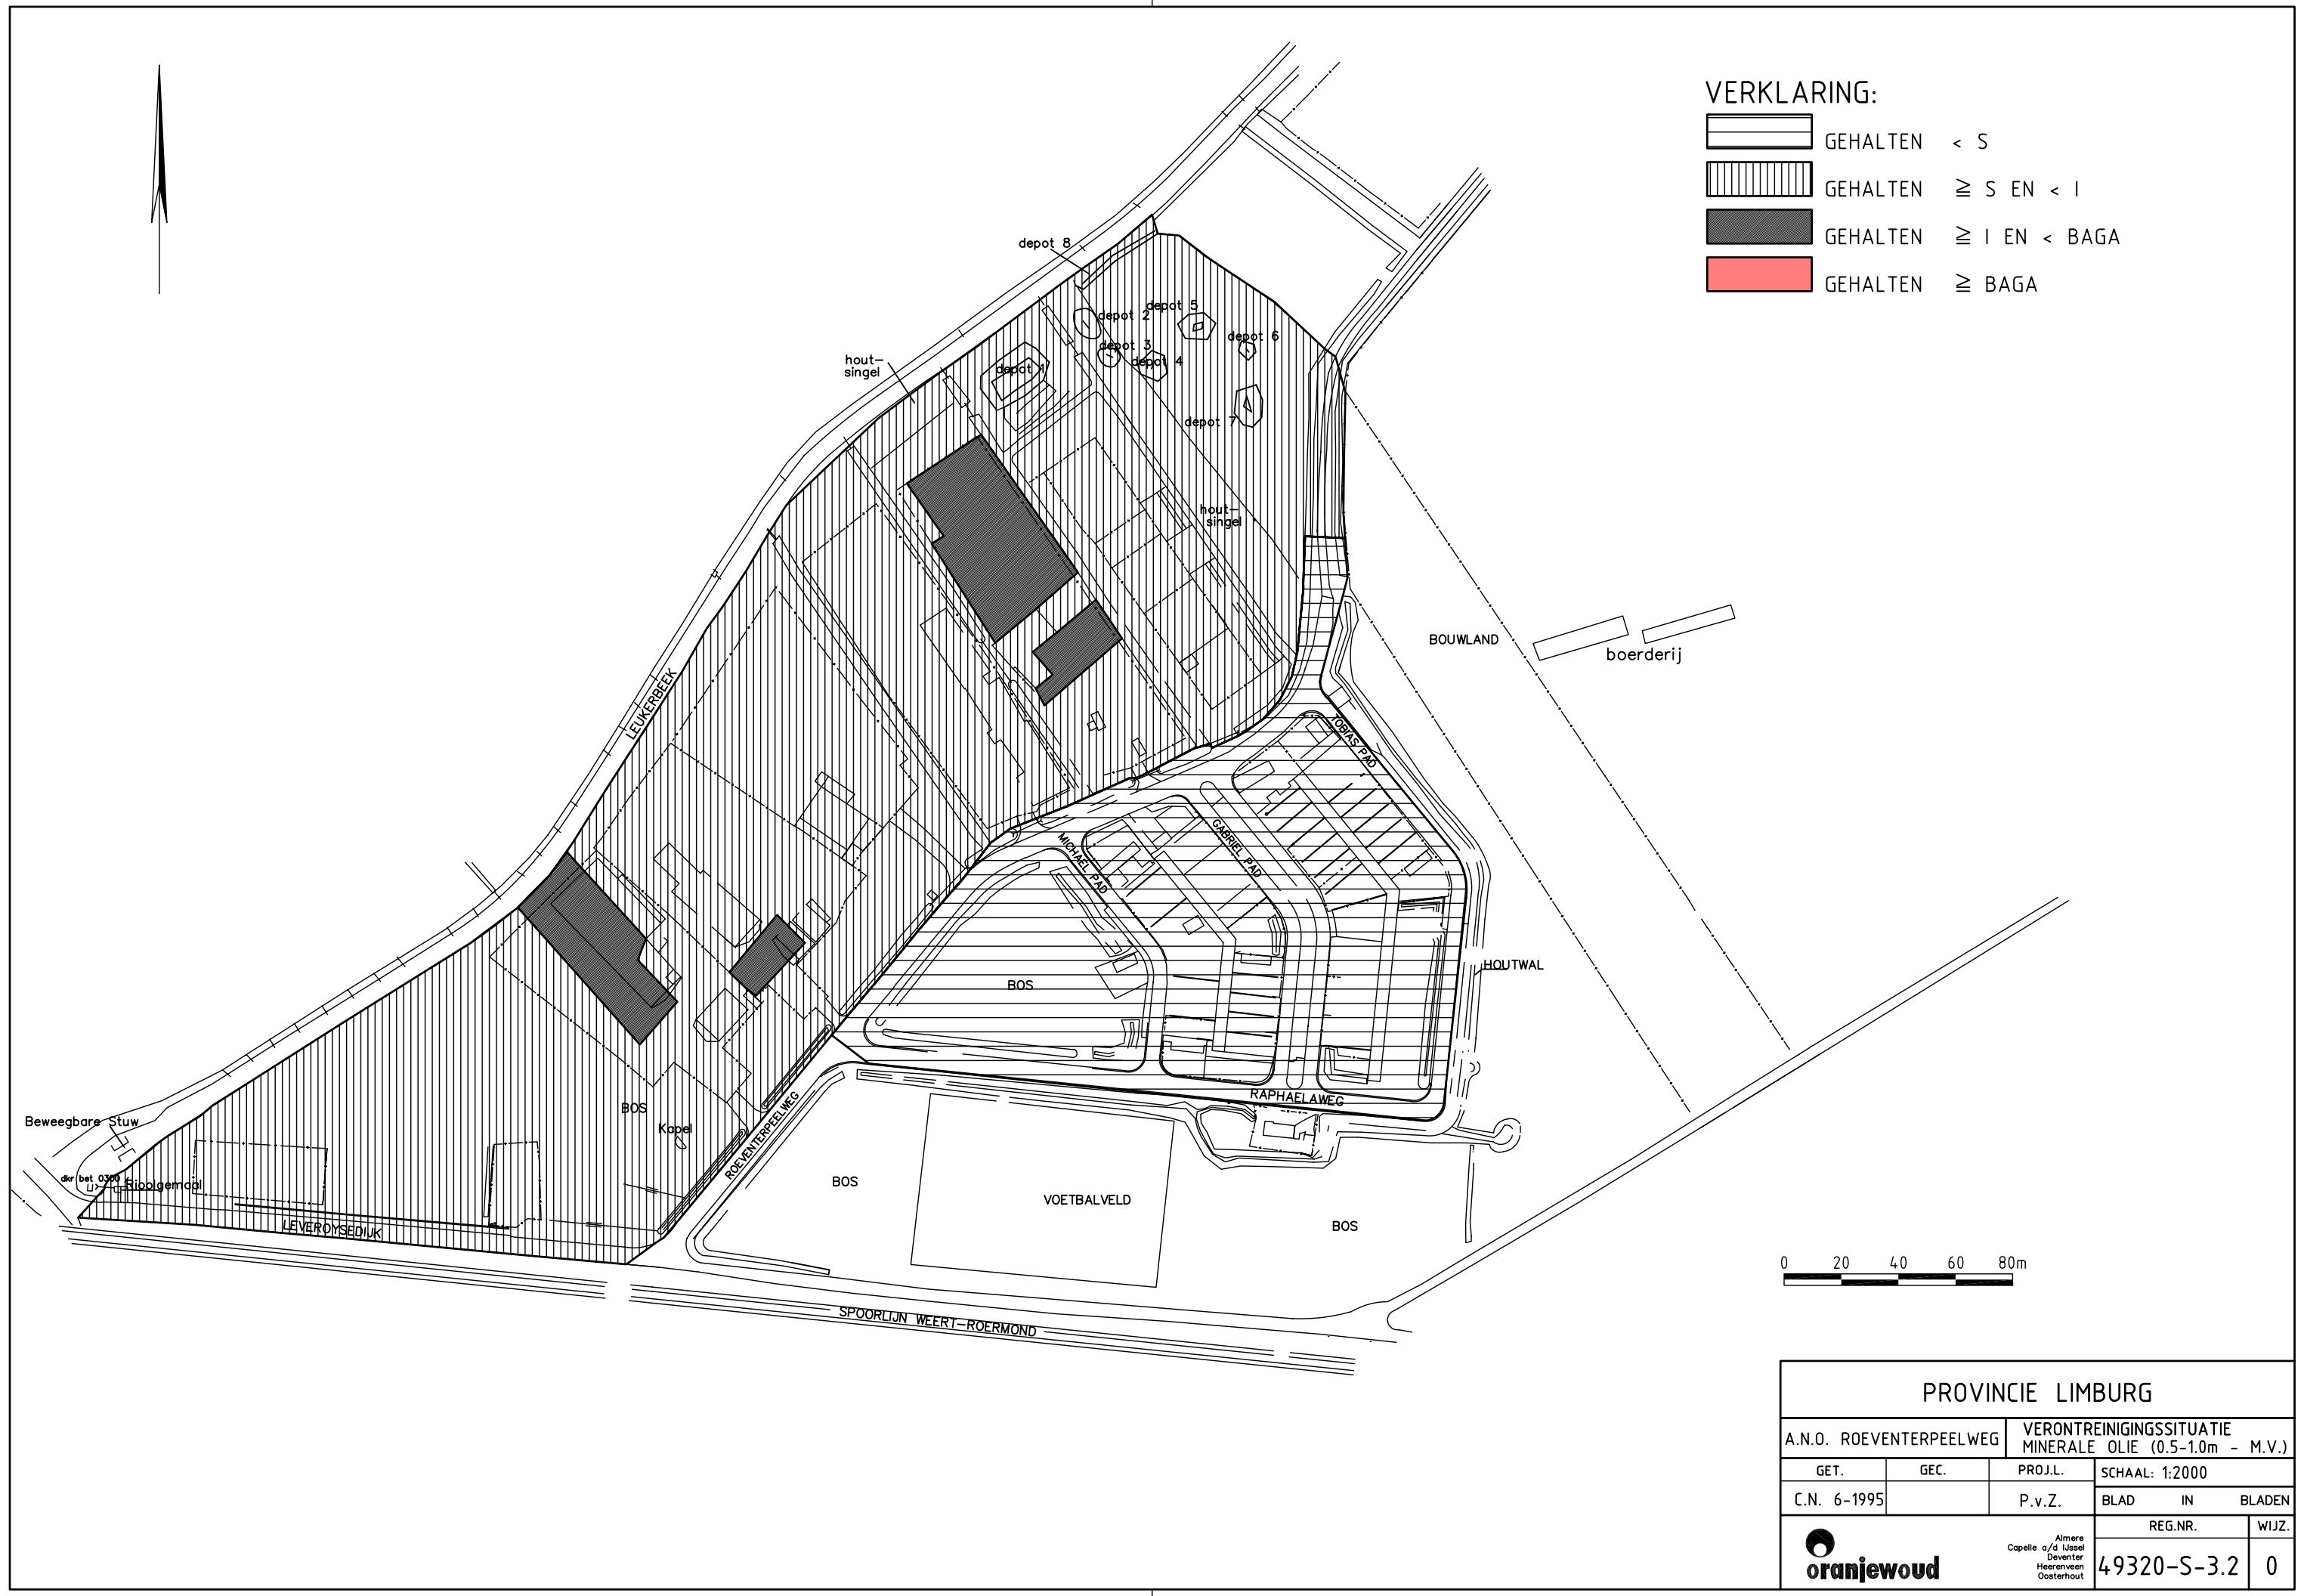 VERKLARING:
GEHALTEN < S
GEHALTEN ≧ S EN < I
GEHALTEN ≧ I EN < BAGA
GEHALTEN ≧ BAGA
depot 8
depot 5
depot 2
depot 6
depot 3
depot 4
depot 1
depot 7
hout-
singel
hout-
singel
BOUWLAND
boerderij
LEUKERBEEK
TOBIAS PAD
GABRIEL PAD
MICHAEL PAD
HOUTWAL
BOS
RAPHAELAWEG
BOS
Kapel
ROEVENTERPEELWEG
Beweegbare Stuw
dkr bet 0300
Rioolgemaal
LEVEROYSEDIJK
BOS
VOETBALVELD
BOS
SPOORLIJN WEERT-ROERMOND
0 20 40 60 80m
PROVINCIE LIMBURG
A.N.O. ROEVENTERPEELWEG
VERONTREINIGINGSSITUATIE
MINERALE OLIE (0.5-1.0m - M.V.)
GET. GEC. PROJ.L. SCHAAL: 1:2000
C.N. 6-1995 P.v.Z. BLAD IN BLADEN
REG.NR. WIJZ.
49320-S-3.2 0
oranjewoud
Almere
Capelle a/d IJssel
Deventer
Heerenveen
Oosterhout